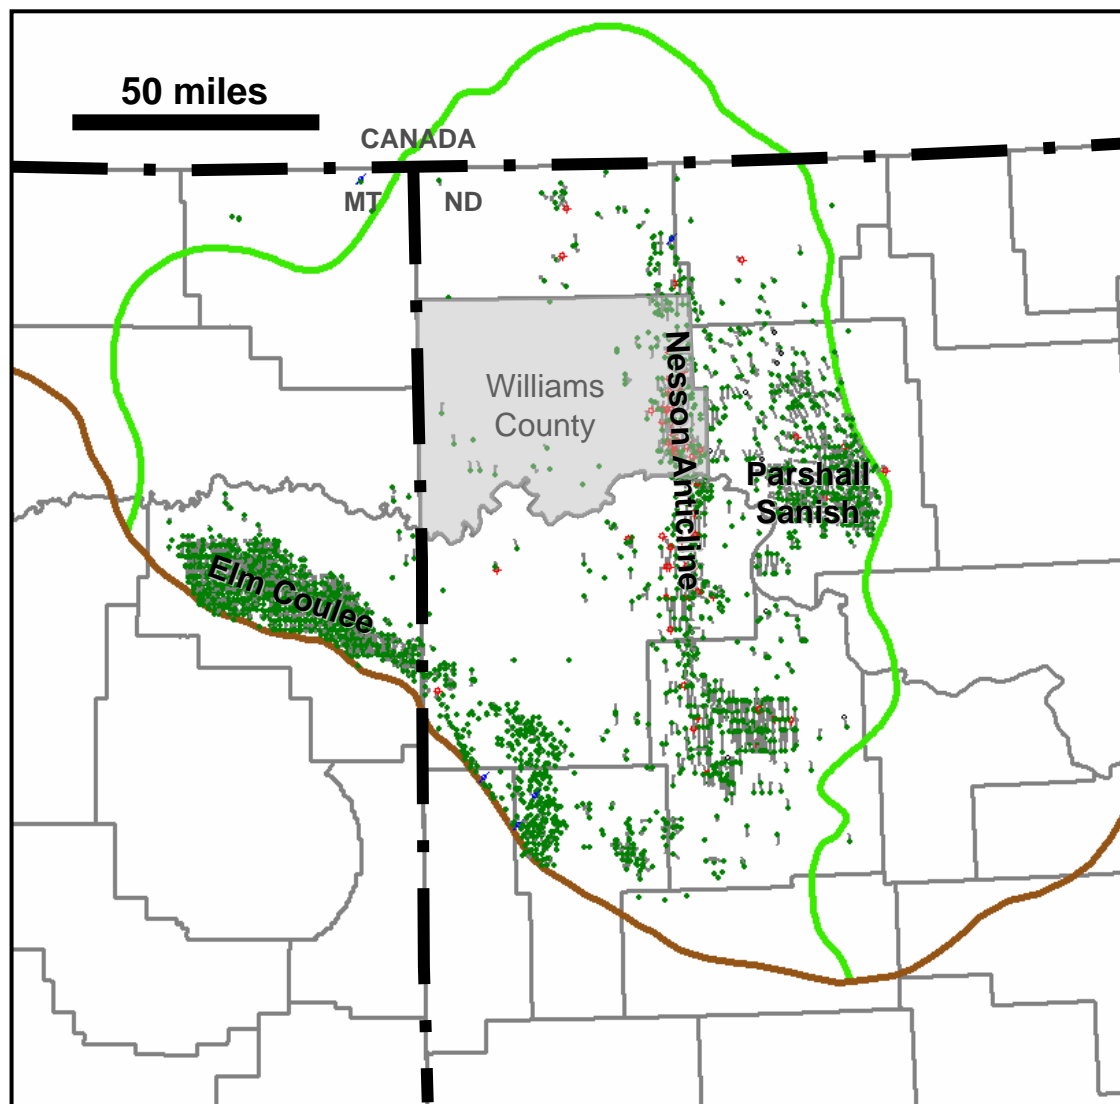 50 miles
CANADA
MT
ND
Williams
County
Nesson Anticline
Parshall
Sanish
Elm Coulee